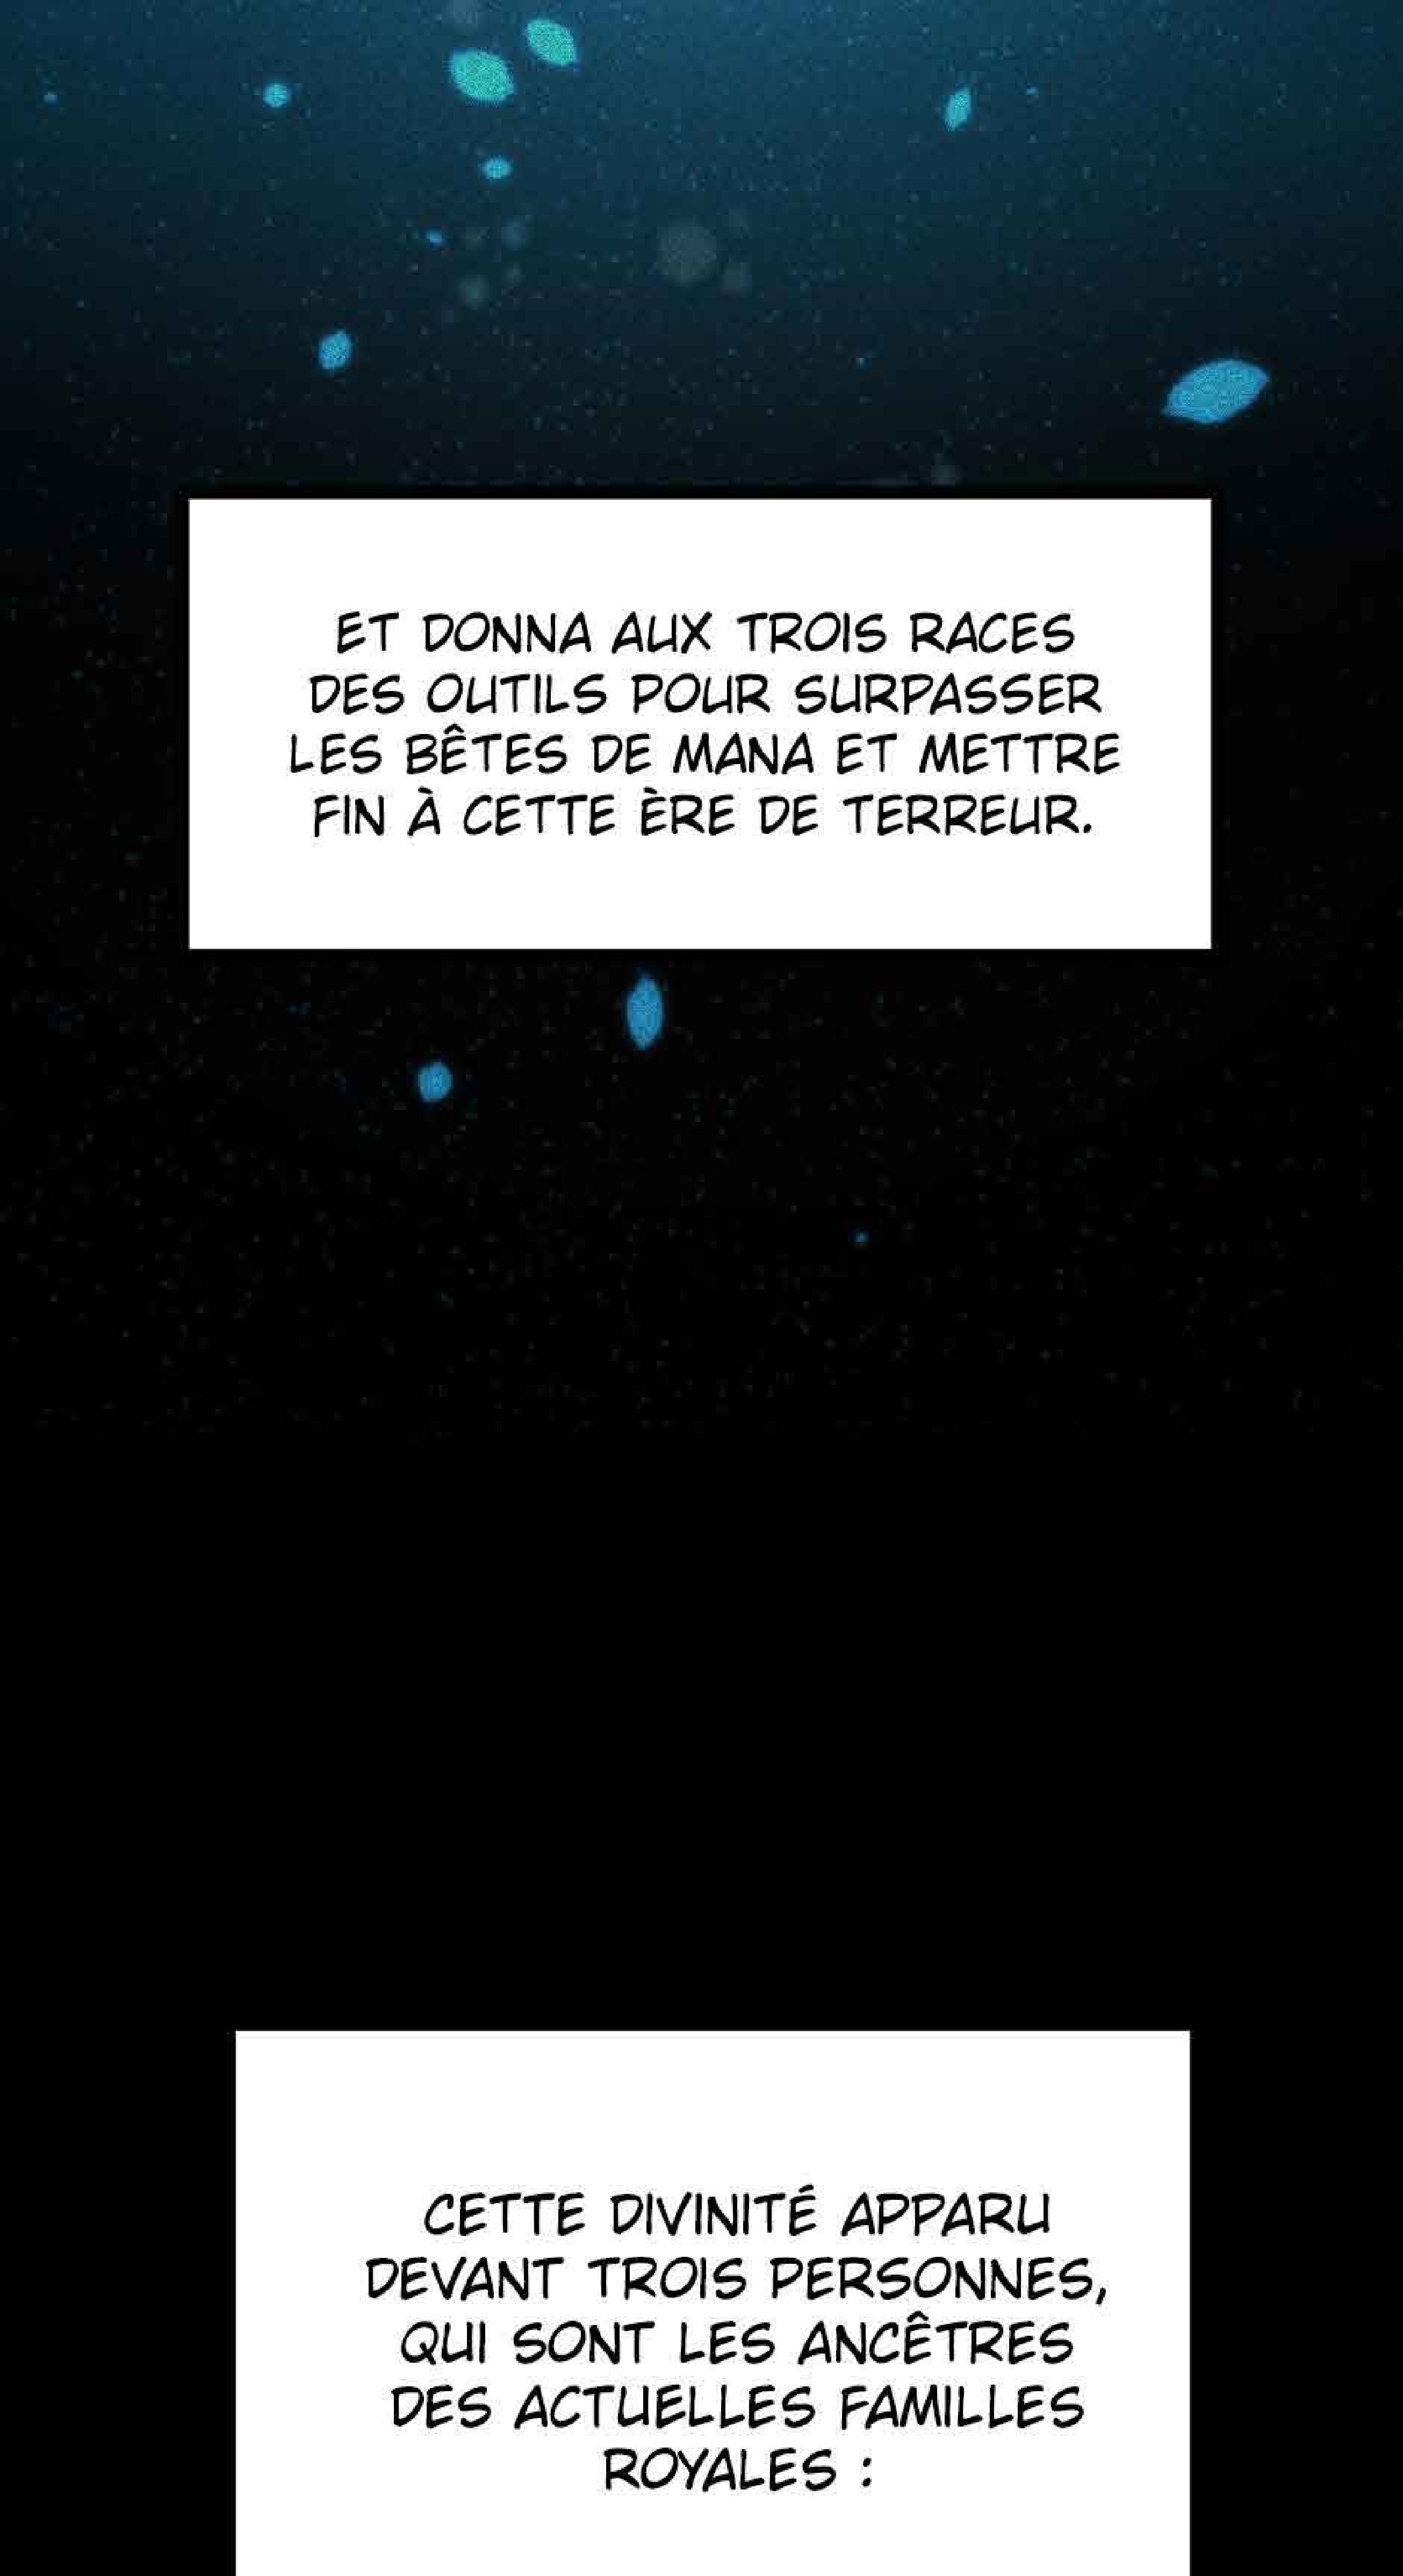 ET DONNA AUX TROIS RACES
DES OUTILS POUR SURPASSER
LES BÊTES DE MANA ET METTRE
FIN À CETTE ÈRE DE TERREUR.
CETTE DIVINITÉ APPARU
DEVANT TROIS PERSONNES,
QUI SONT LES ANCÊTRES
DES ACTUELLES FAMILLES
ROYALES :